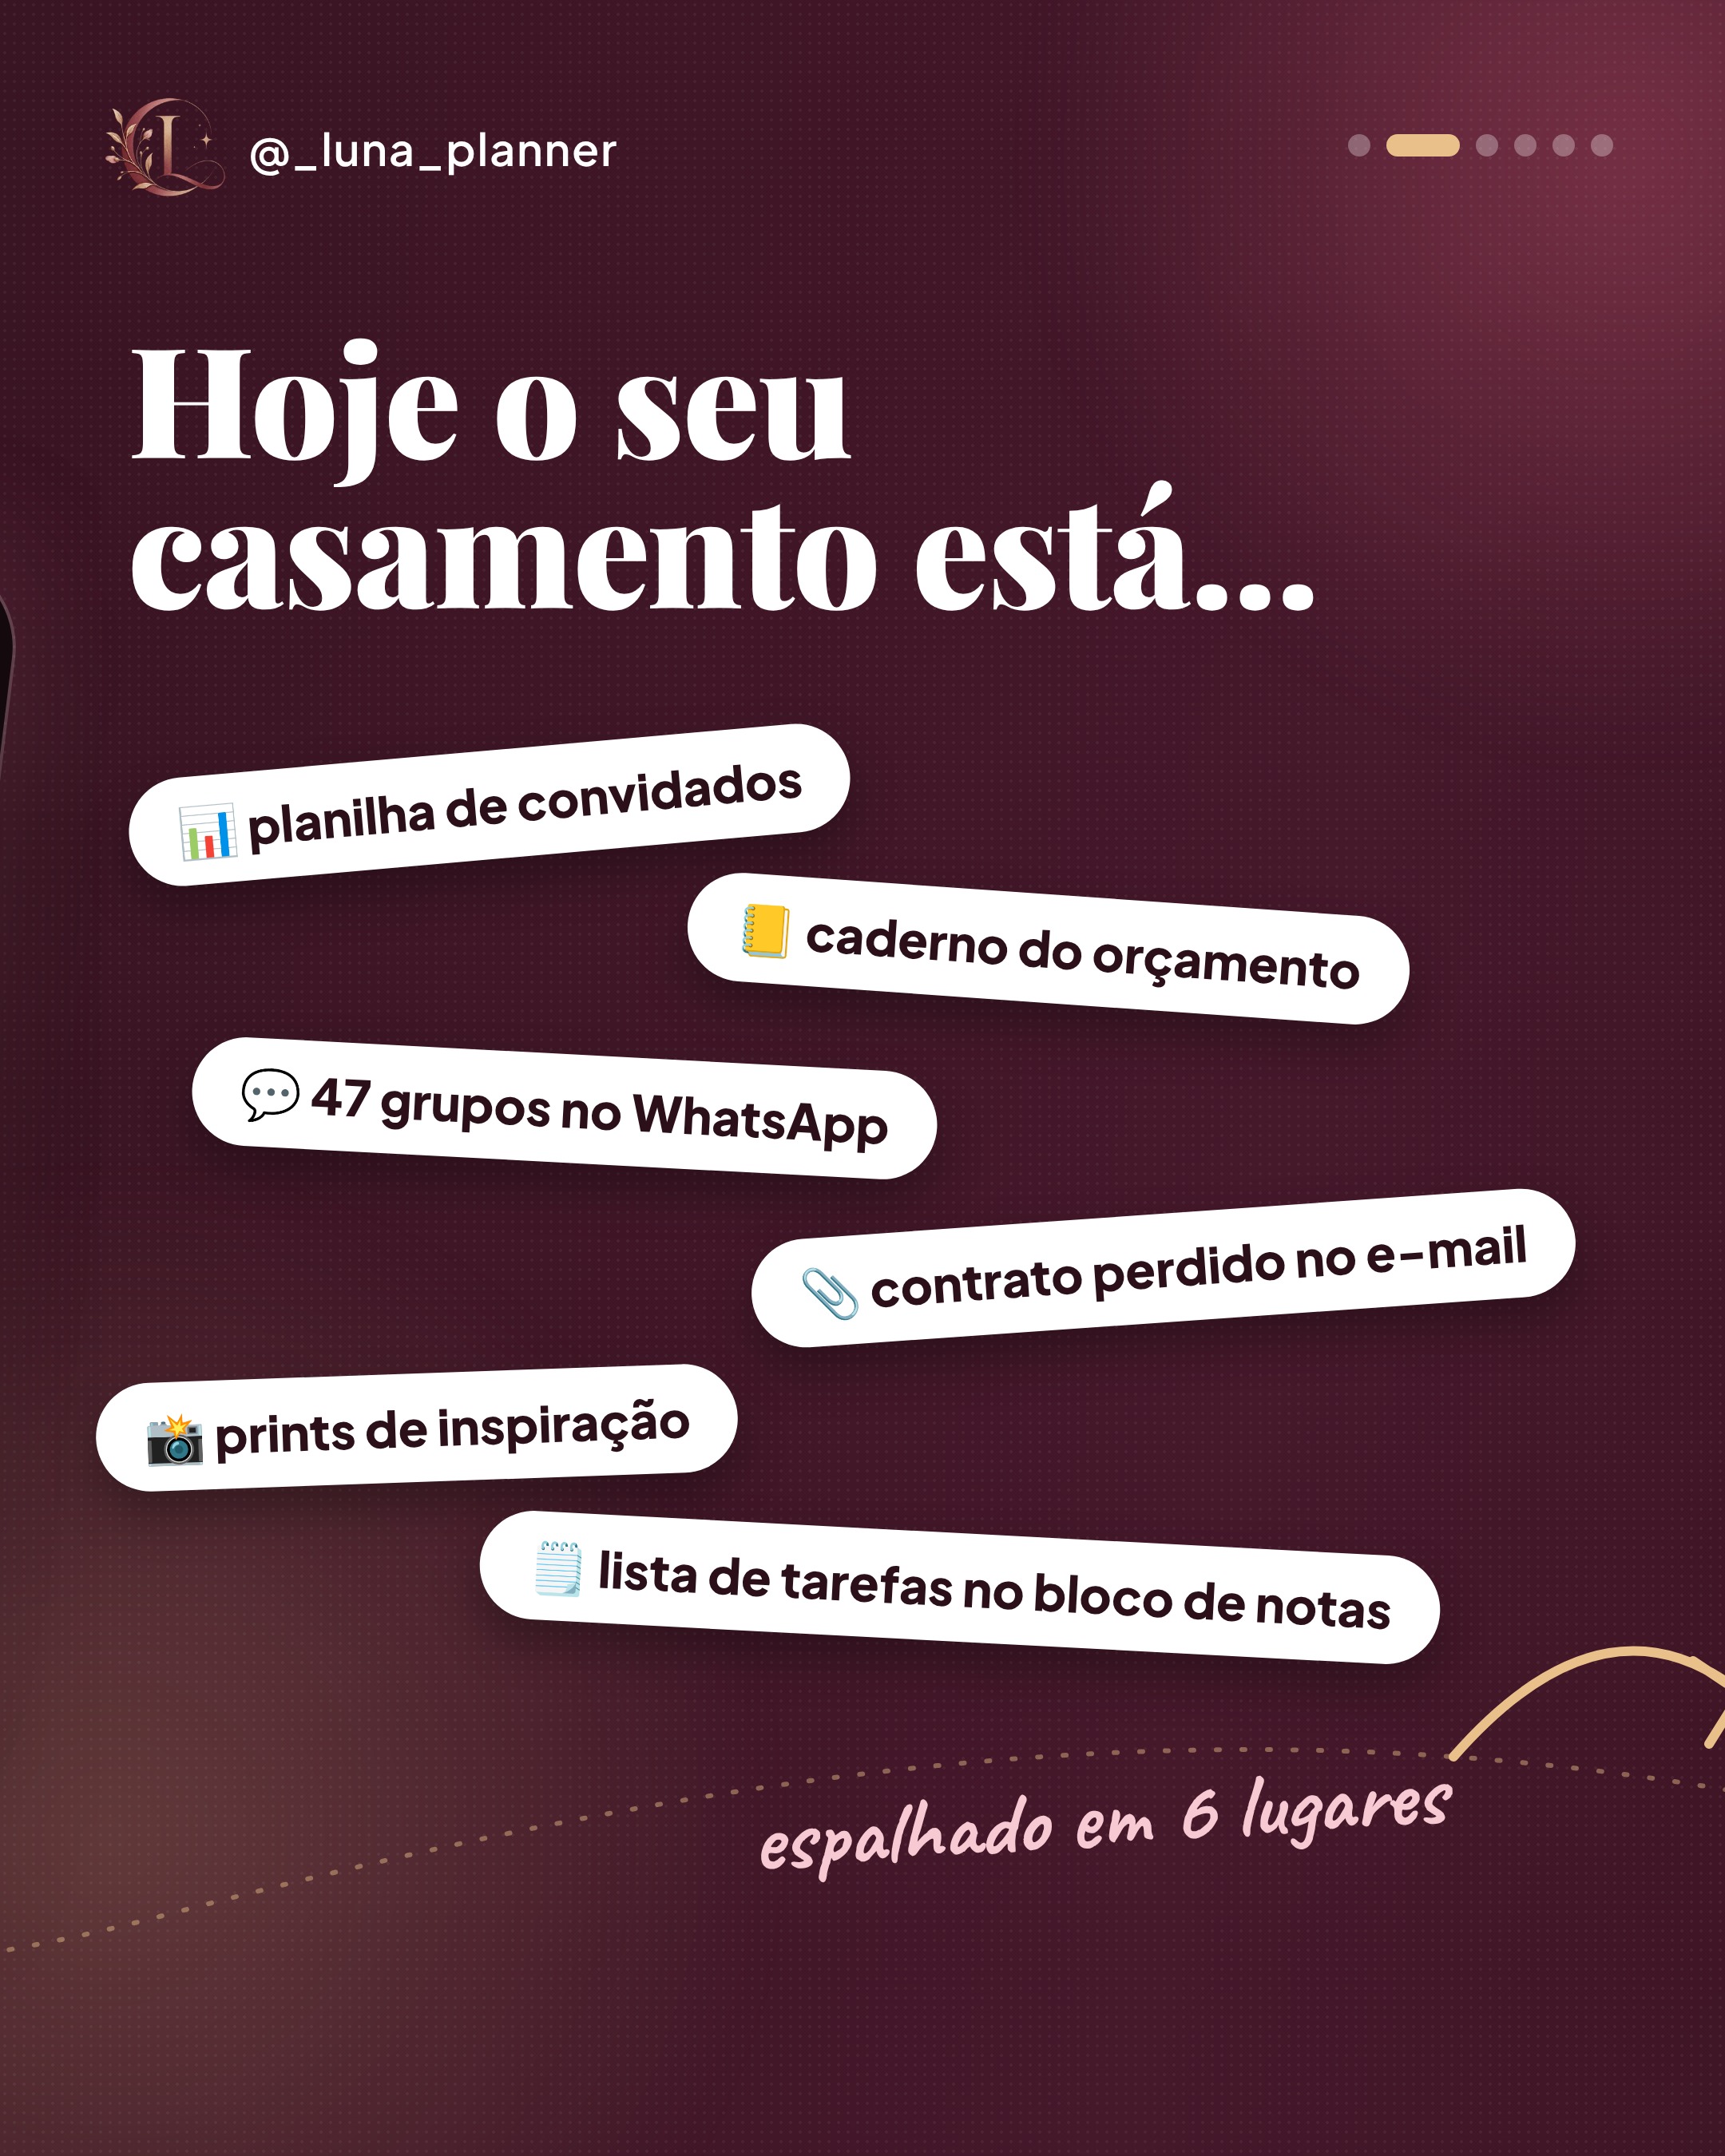 L
@_luna_planner
Hoje o seu
casamento está...
planilha de convidados
caderno do orçamento
47 grupos no WhatsApp
contrato perdido no e-mail
prints de inspiração
lista de tarefas no bloco de notas
espalhado em 6 lugares